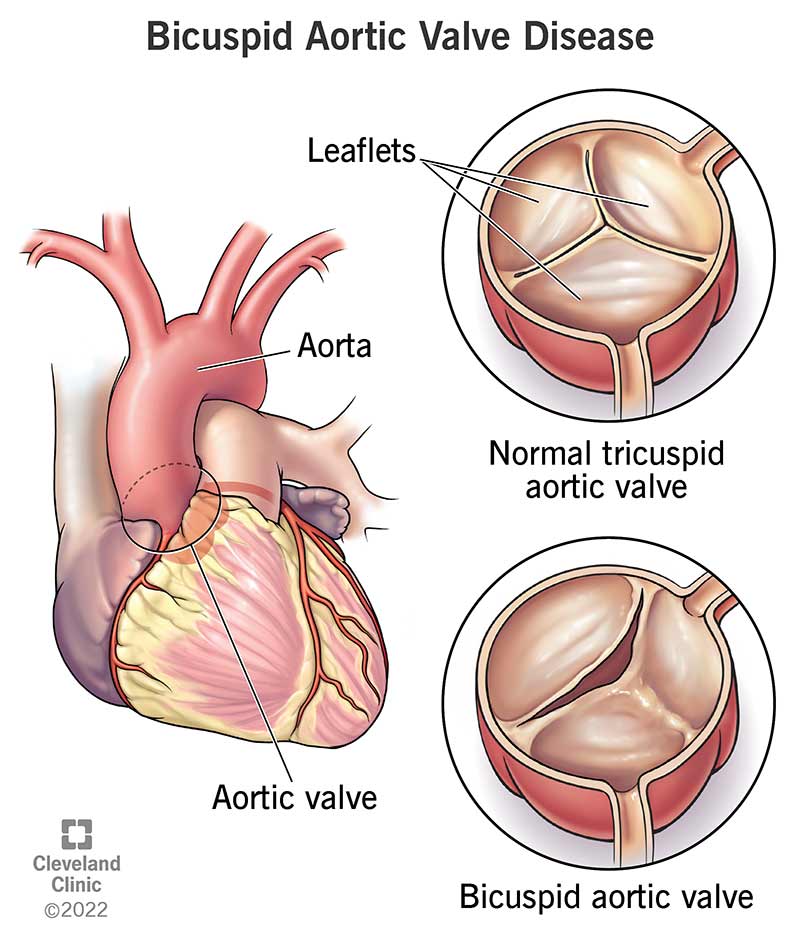 Bicuspid Aortic Valve Disease
Leaflets
Aorta
Normal tricuspid
aortic valve
Aortic valve
Cleveland
Clinic
©2022
Bicuspid aortic valve